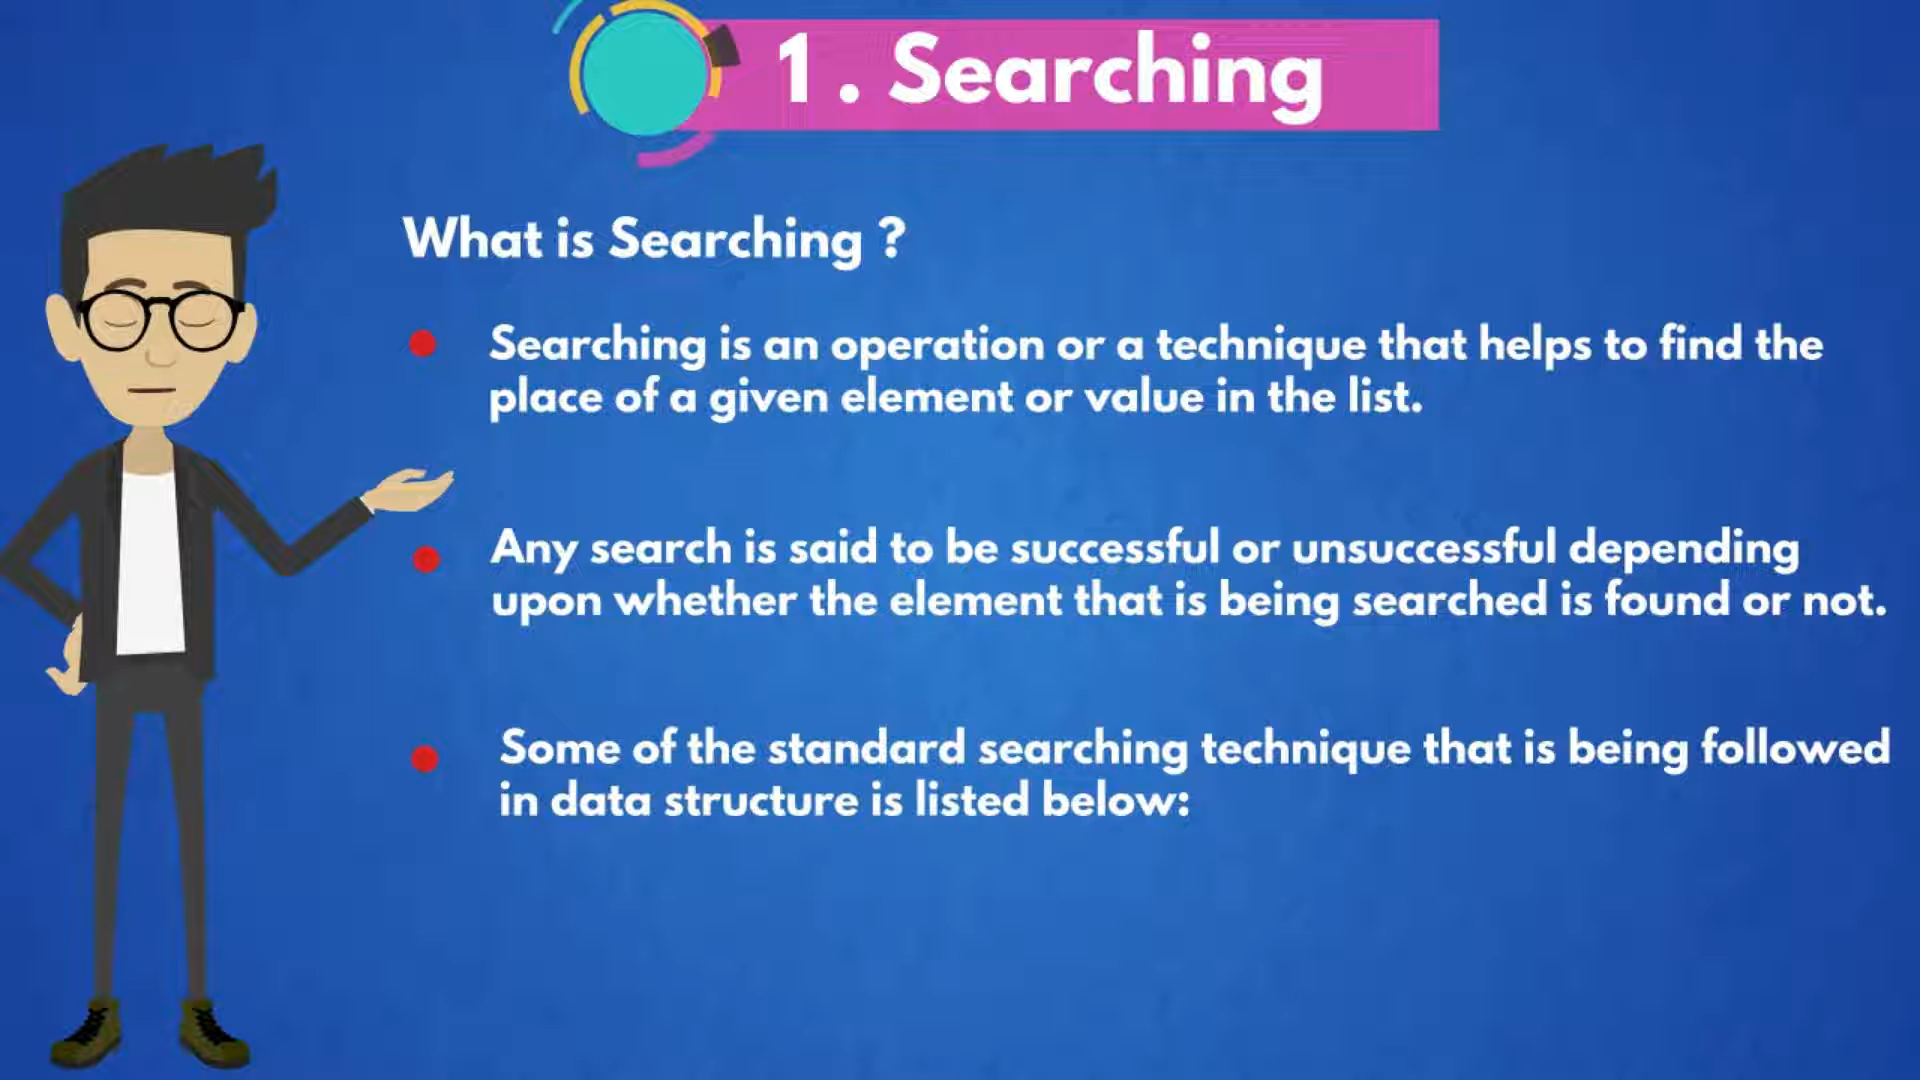 1 . Searching
What is Searching ?
Searching is an operation or a technique that helps to find the
place of a given element or value in the list.
Any search is said to be successful or unsuccessful depending
upon whether the element that is being searched is found or not.
Some of the standard searching technique that is being followed
in data structure is listed below: